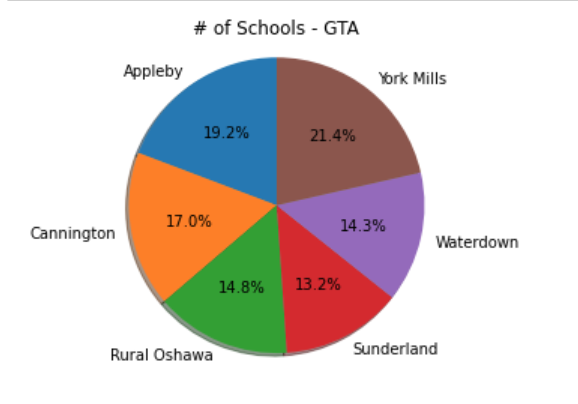 # of Schools - GTA
Appleby
York Mills
19.2%
21.4%
17.0%
14.3%
Cannington
Waterdown
14.8%
13.2%
Rural Oshawa
Sunderland